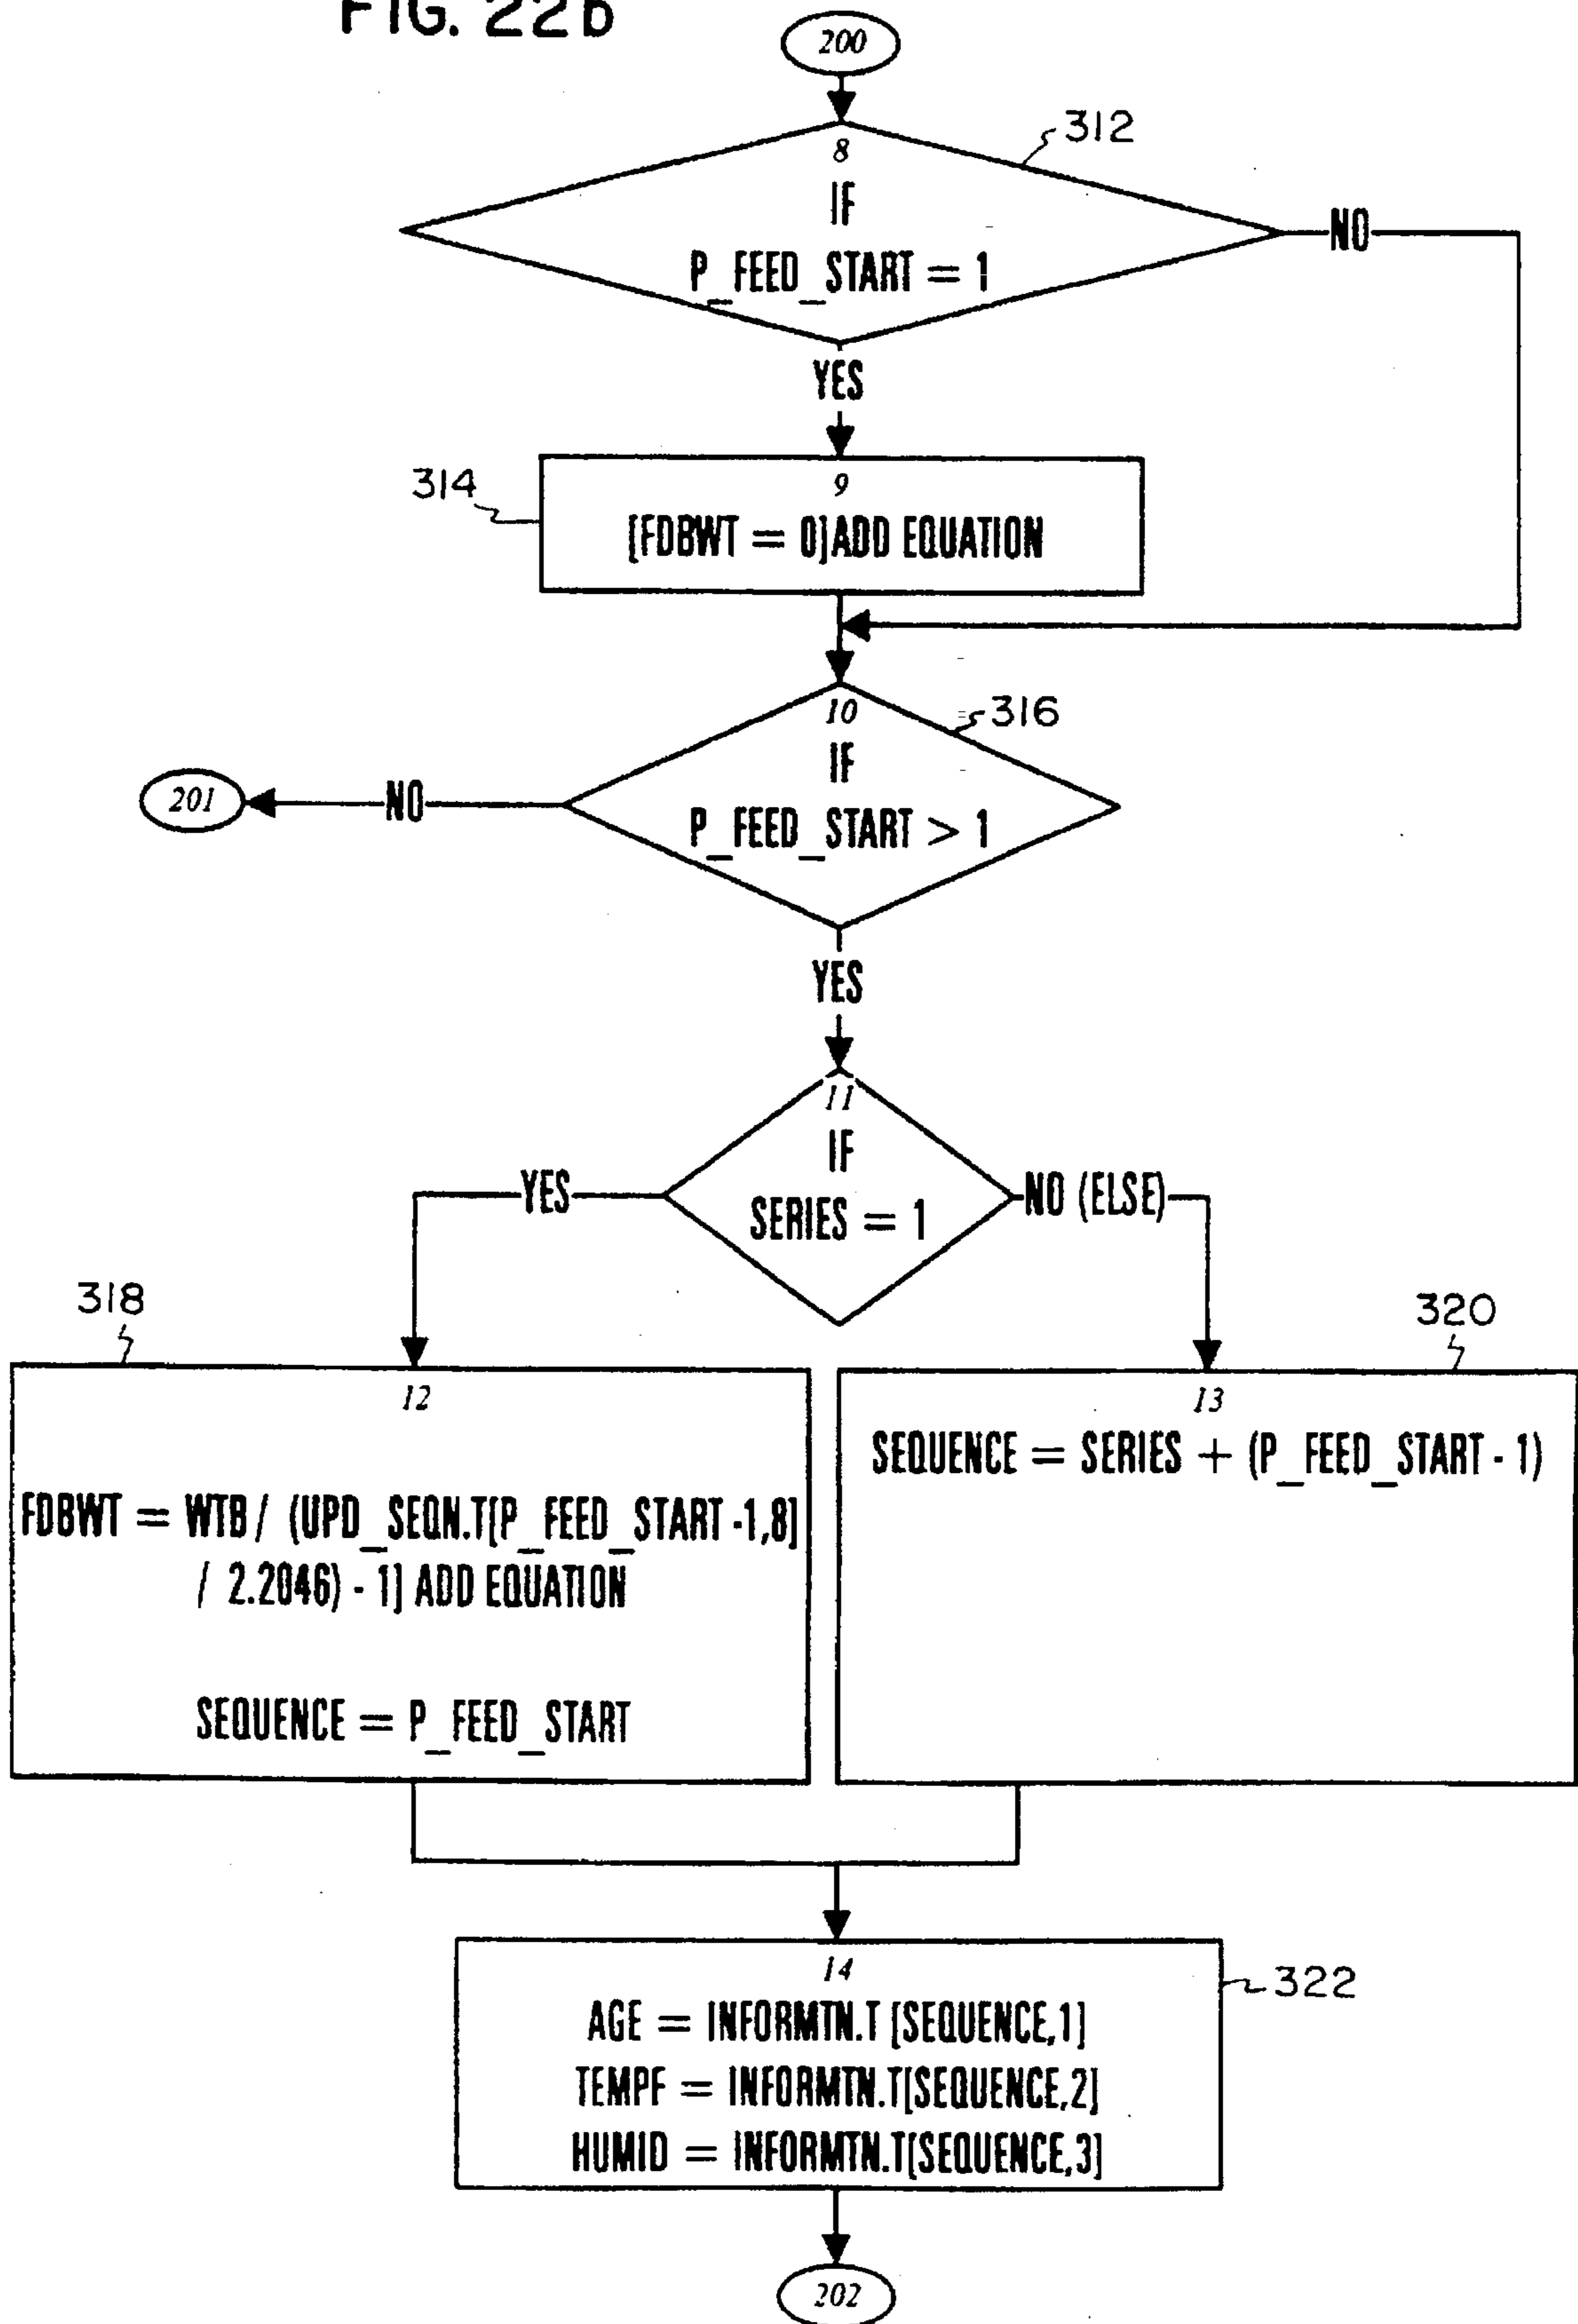 FIG. 22b
200
312
8
IF
P_FEED_START = 1
NO
YES
314
9
[FDBWT = 0]ADD EQUATION
316
10
IF
P_FEED_START > 1
NO
201
YES
11
IF
SERIES = 1
YES
NO (ELSE)
318
320
12
FDBWT = WTB / (UPD_SEQN.T[P_FEED_START -1,8]
/ 2.2046) - 1] ADD EQUATION
SEQUENCE = P_FEED_START
13
SEQUENCE = SERIES + (P_FEED_START - 1)
14
322
AGE = INFORMTN.T [SEQUENCE,1]
TEMPF = INFORMTN.T[SEQUENCE,2]
HUMID = INFORMTN.T[SEQUENCE,3]
202